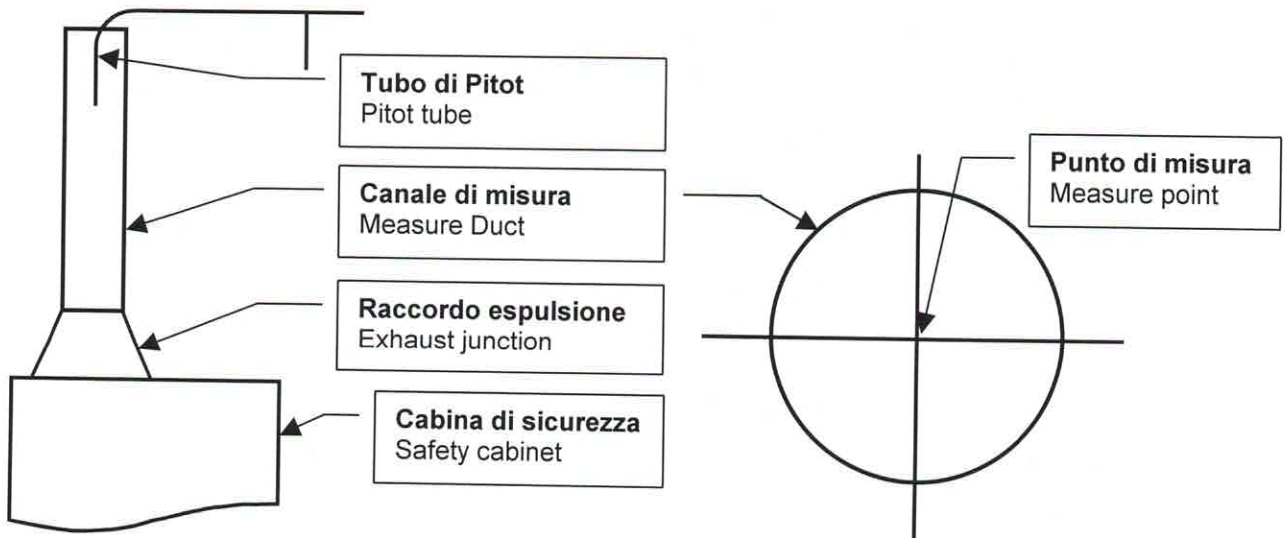 Tubo di Pitot
Pitot tube
Canale di misura
Measure Duct
Raccordo espulsione
Exhaust junction
Cabina di sicurezza
Safety cabinet
Punto di misura
Measure point